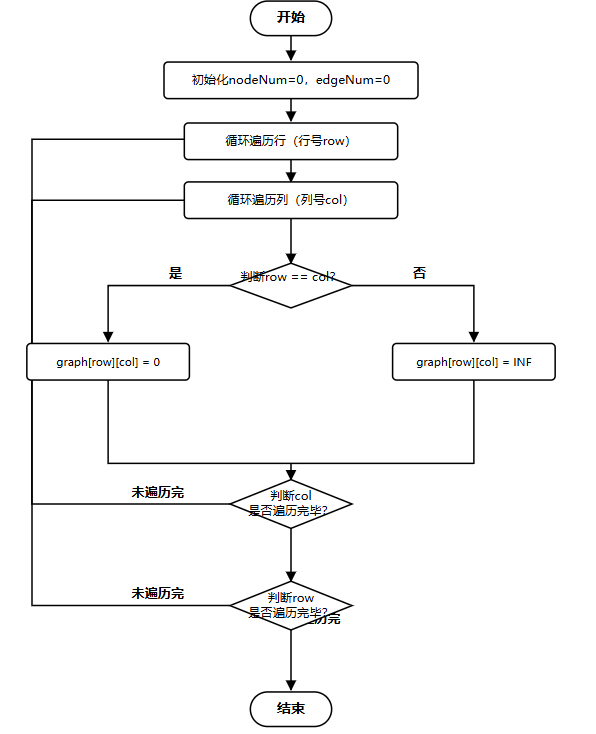 开始
初始化nodeNum=0，edgeNum=0
循环遍历行（行号row）
循环遍历列（列号col）
判断row == col?
是
否
graph[row][col] = 0
graph[row][col] = INF
未遍历完
判断col
是否遍历完毕?
未遍历完
判断row
是否遍历完毕?
历完
结束